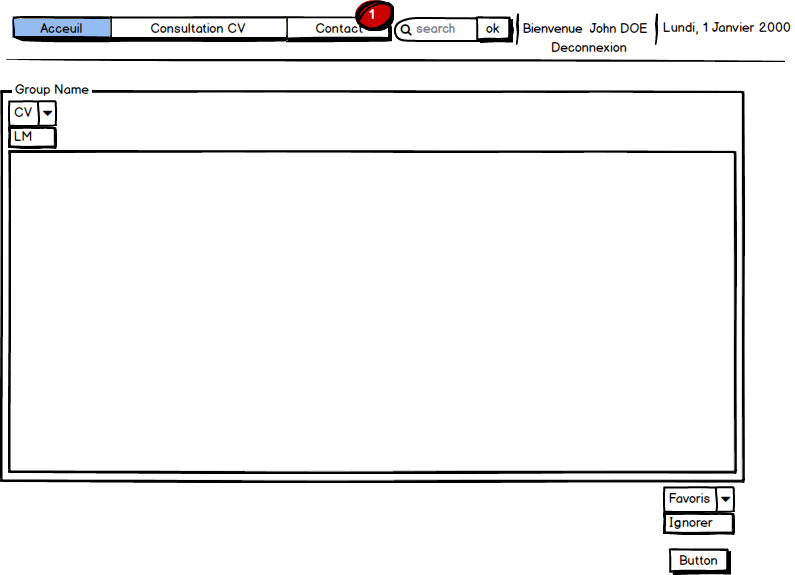 Acceuil Consultation CV Contact 1 search ok Bienvenue John DOE Lundi, 1 Janvier 2000
Deconnexion
Group Name
CV
LM
Favoris
Ignorer
Button